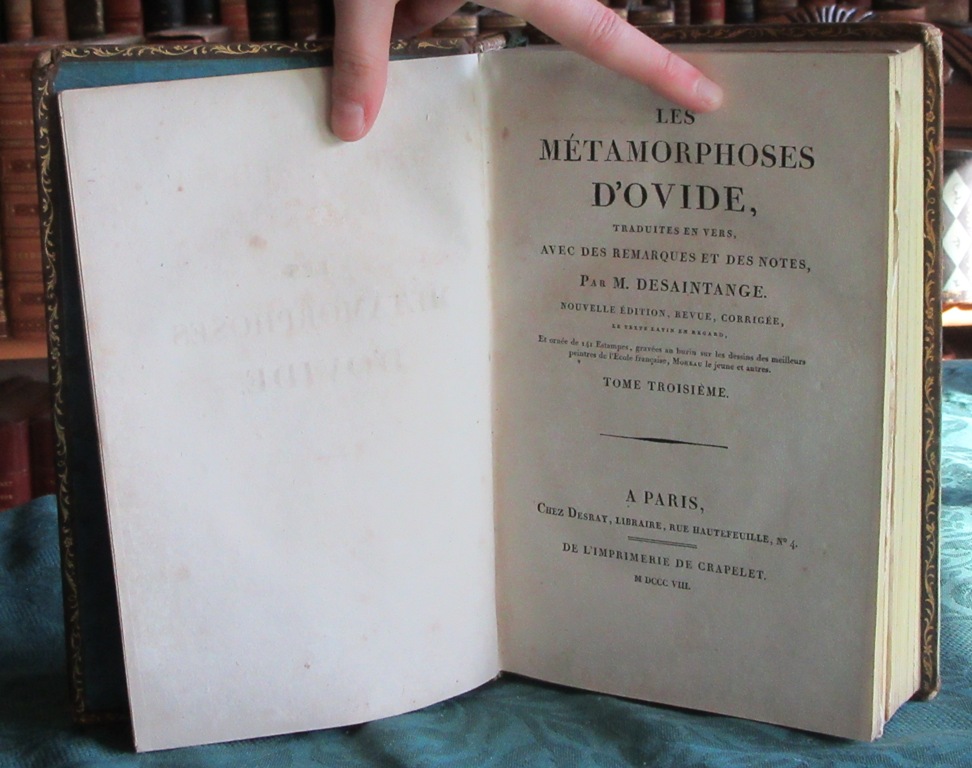 LES
MÉTAMORPHOSES
D'OVIDE,
TRADUITES EN VERS,
AVEC DES REMARQUES ET DES NOTES,
PAR M. DESAINTANGE.
NOUVELLE ÉDITION, REVUE, CORRIGÉE,
LE TEXTE LATIN EN REGARD,
Et ornée de 141 Estampes, gravées au burin sur les dessins des meilleurs
peintres de l'École française, MOREAU le jeune et autres.
TOME TROISIÈME.
A PARIS,
CHEZ DESRAY, LIBRAIRE, RUE HAUTEFEUILLE, Nº 4.
DE L'IMPRIMERIE DE CRAPELET.
M DCCC VIII.